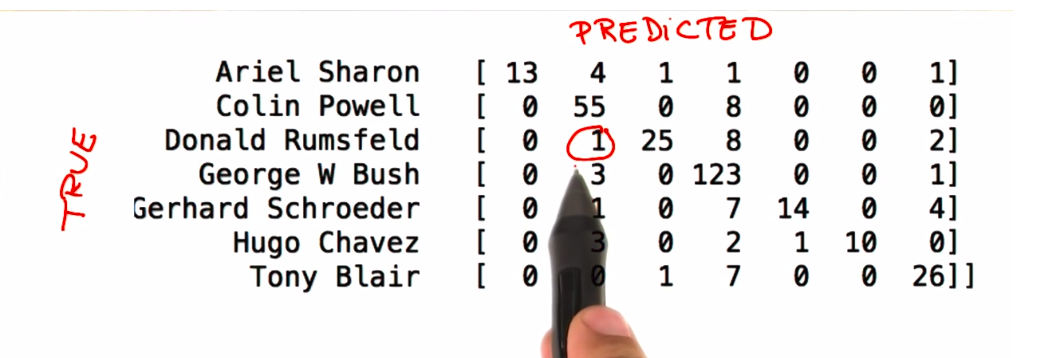 PREDiCTED
TRUE
Ariel Sharon [ 13 4 1 1 0 0 1]
Colin Powell [ 0 55 0 8 0 0 0]
Donald Rumsfeld [ 0 1 25 8 0 0 2]
George W Bush [ 0 3 0 123 0 0 1]
Gerhard Schroeder [ 0 1 0 7 14 0 4]
Hugo Chavez [ 0 3 0 2 1 10 0]
Tony Blair [ 0 0 1 7 0 0 26]]